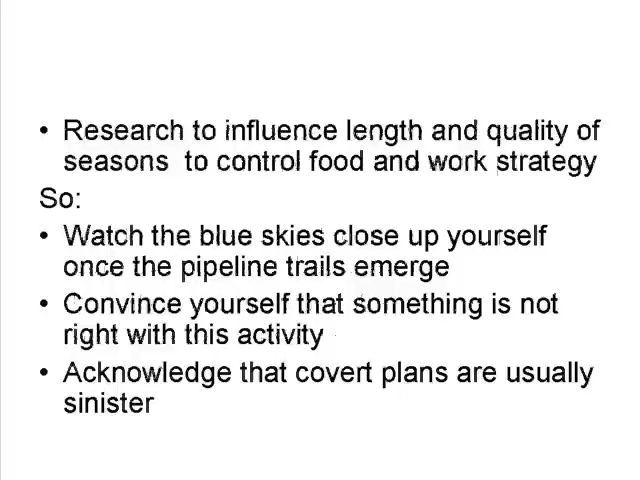 • Research to influence length and quality of
seasons to control food and work strategy
So:
• Watch the blue skies close up yourself
once the pipeline trails emerge
• Convince yourself that something is not
right with this activity
• Acknowledge that covert plans are usually
sinister